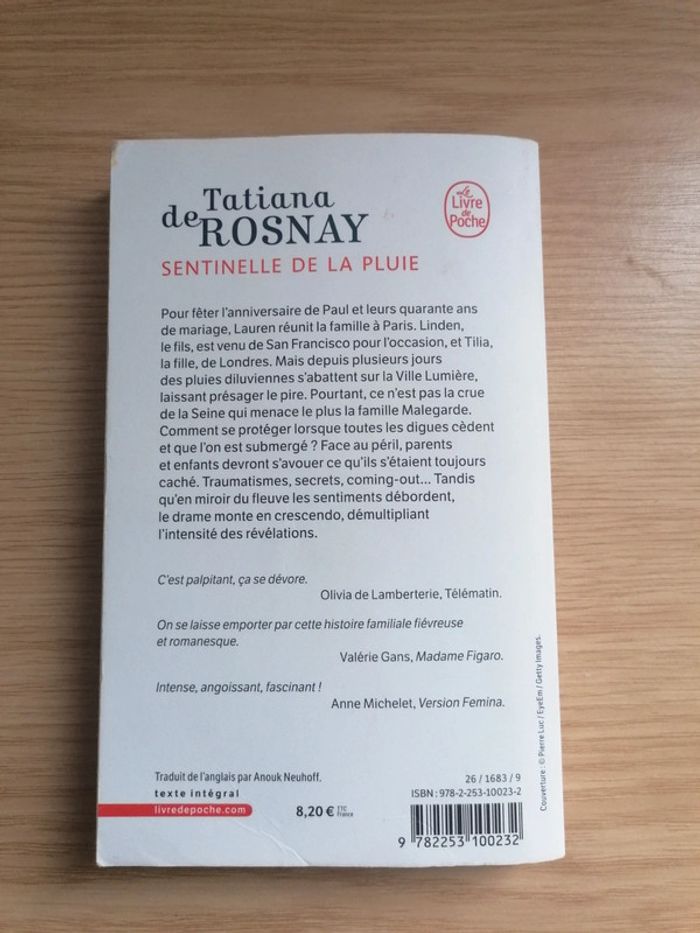 Tatiana
de ROSNAY
Le
Livre
de
Poche
SENTINELLE DE LA PLUIE
Pour fêter l'anniversaire de Paul et leurs quarante ans
de mariage, Lauren réunit la famille à Paris. Linden,
le fils, est venu de San Francisco pour l'occasion, et Tilia,
la fille, de Londres. Mais depuis plusieurs jours
des pluies diluviennes s'abattent sur la Ville Lumière,
laissant présager le pire. Pourtant, ce n'est pas la crue
de la Seine qui menace le plus la famille Malegarde.
Comment se protéger lorsque toutes les digues cèdent
et que l'on est submergé ? Face au péril, parents
et enfants devront s'avouer ce qu'ils s'étaient toujours
caché. Traumatismes, secrets, coming-out... Tandis
qu'en miroir du fleuve les sentiments débordent,
le drame monte en crescendo, démultipliant
l'intensité des révélations.
C'est palpitant, ça se dévore.
Olivia de Lamberterie, Télématin.
On se laisse emporter par cette histoire familiale fiévreuse
et romanesque.
Valérie Gans, Madame Figaro.
Intense, angoissant, fascinant !
Anne Michelet, Version Femina.
Couverture : © Pierre Luc / EyeEm / Getty Images.
Traduit de l'anglais par Anouk Neuhoff.
texte intégral
livredepoche.com
8,20 € TTC
France
26 / 1683 / 9
ISBN : 978-2-253-10023-2
9 782253 100232